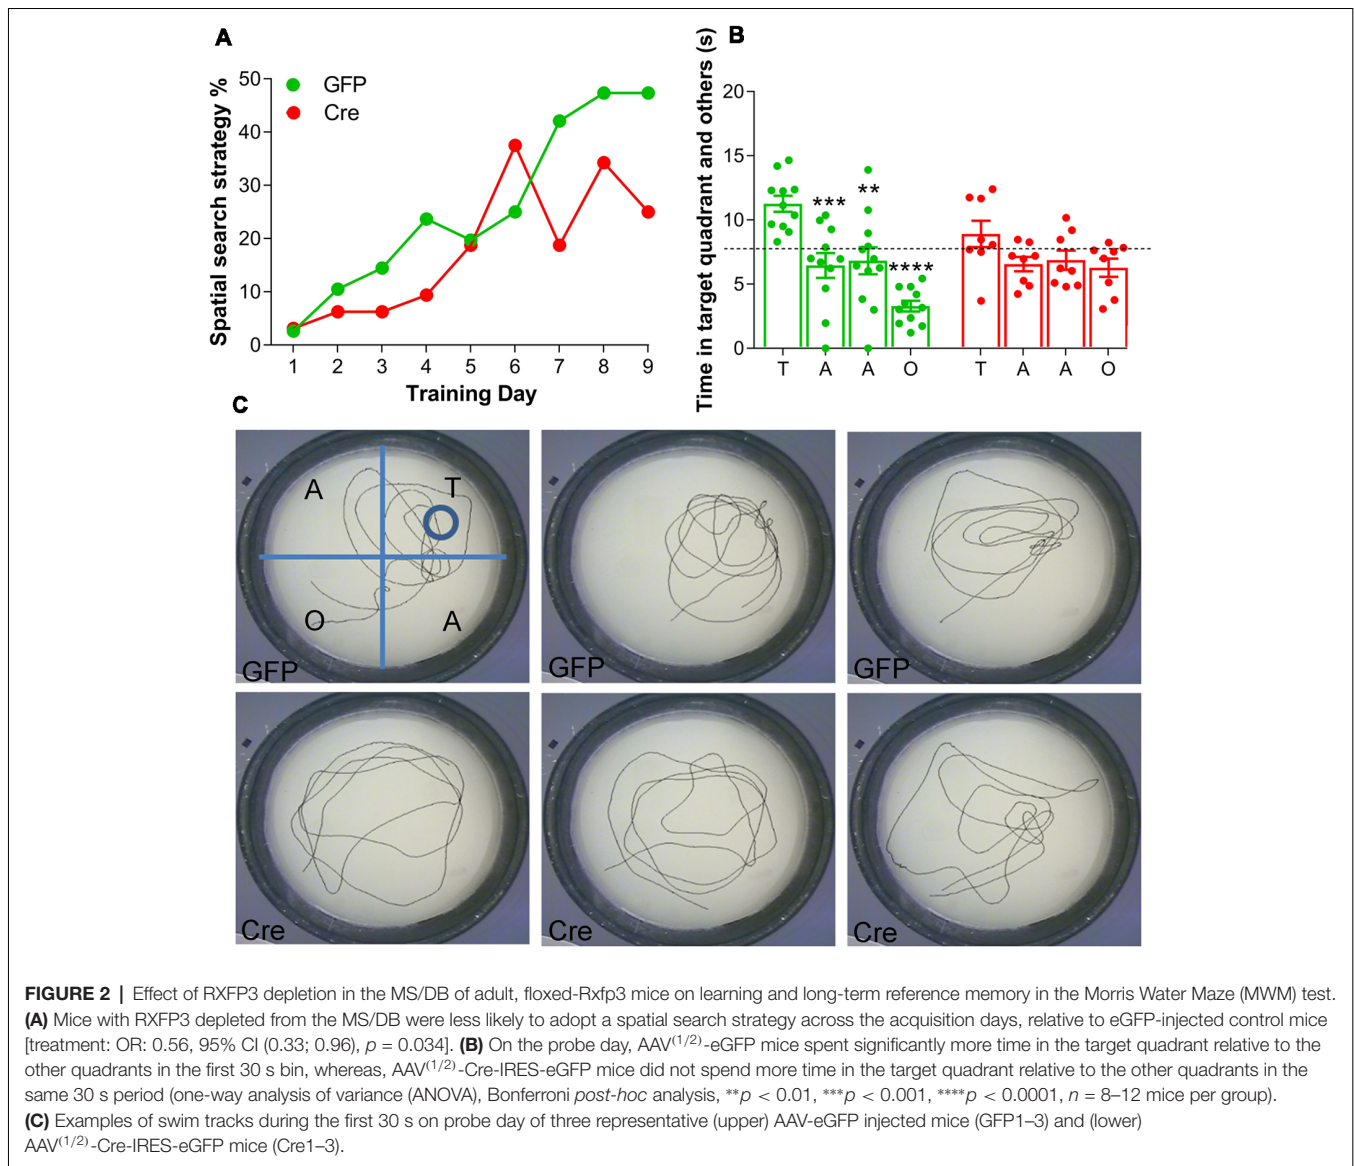 A
Spatial search strategy %
50
40
30
20
10
0
GFP
Cre
1 2 3 4 5 6 7 8 9
Training Day
B
Time in target quadrant and others (s)
20
15
10
5
0
***
**
****
T A A O T A A O
C
A T
O A
GFP
GFP
GFP
Cre
Cre
Cre
FIGURE 2 | Effect of RXFP3 depletion in the MS/DB of adult, floxed-Rxfp3 mice on learning and long-term reference memory in the Morris Water Maze (MWM) test.
(A) Mice with RXFP3 depleted from the MS/DB were less likely to adopt a spatial search strategy across the acquisition days, relative to eGFP-injected control mice
[treatment: OR: 0.56, 95% CI (0.33; 0.96), p = 0.034]. (B) On the probe day, AAV(1/2)-eGFP mice spent significantly more time in the target quadrant relative to the
other quadrants in the first 30 s bin, whereas, AAV(1/2)-Cre-IRES-eGFP mice did not spend more time in the target quadrant relative to the other quadrants in the
same 30 s period (one-way analysis of variance (ANOVA), Bonferroni post-hoc analysis, **p < 0.01, ***p < 0.001, ****p < 0.0001, n = 8–12 mice per group).
(C) Examples of swim tracks during the first 30 s on probe day of three representative (upper) AAV-eGFP injected mice (GFP1–3) and (lower)
AAV(1/2)-Cre-IRES-eGFP mice (Cre1–3).